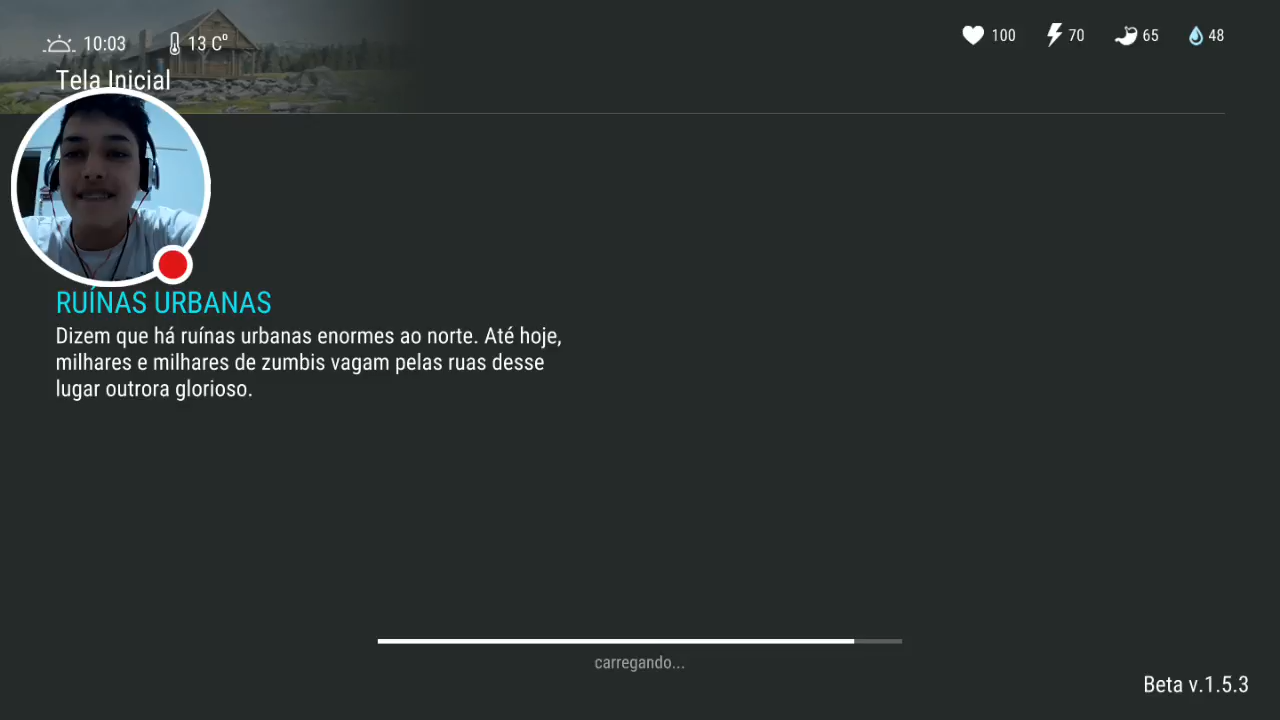 10:03 13 Cº
100 70 65 48
Tela Inicial
RUÍNAS URBANAS
Dizem que há ruínas urbanas enormes ao norte. Até hoje,
milhares e milhares de zumbis vagam pelas ruas desse
lugar outrora glorioso.
carregando...
Beta v.1.5.3